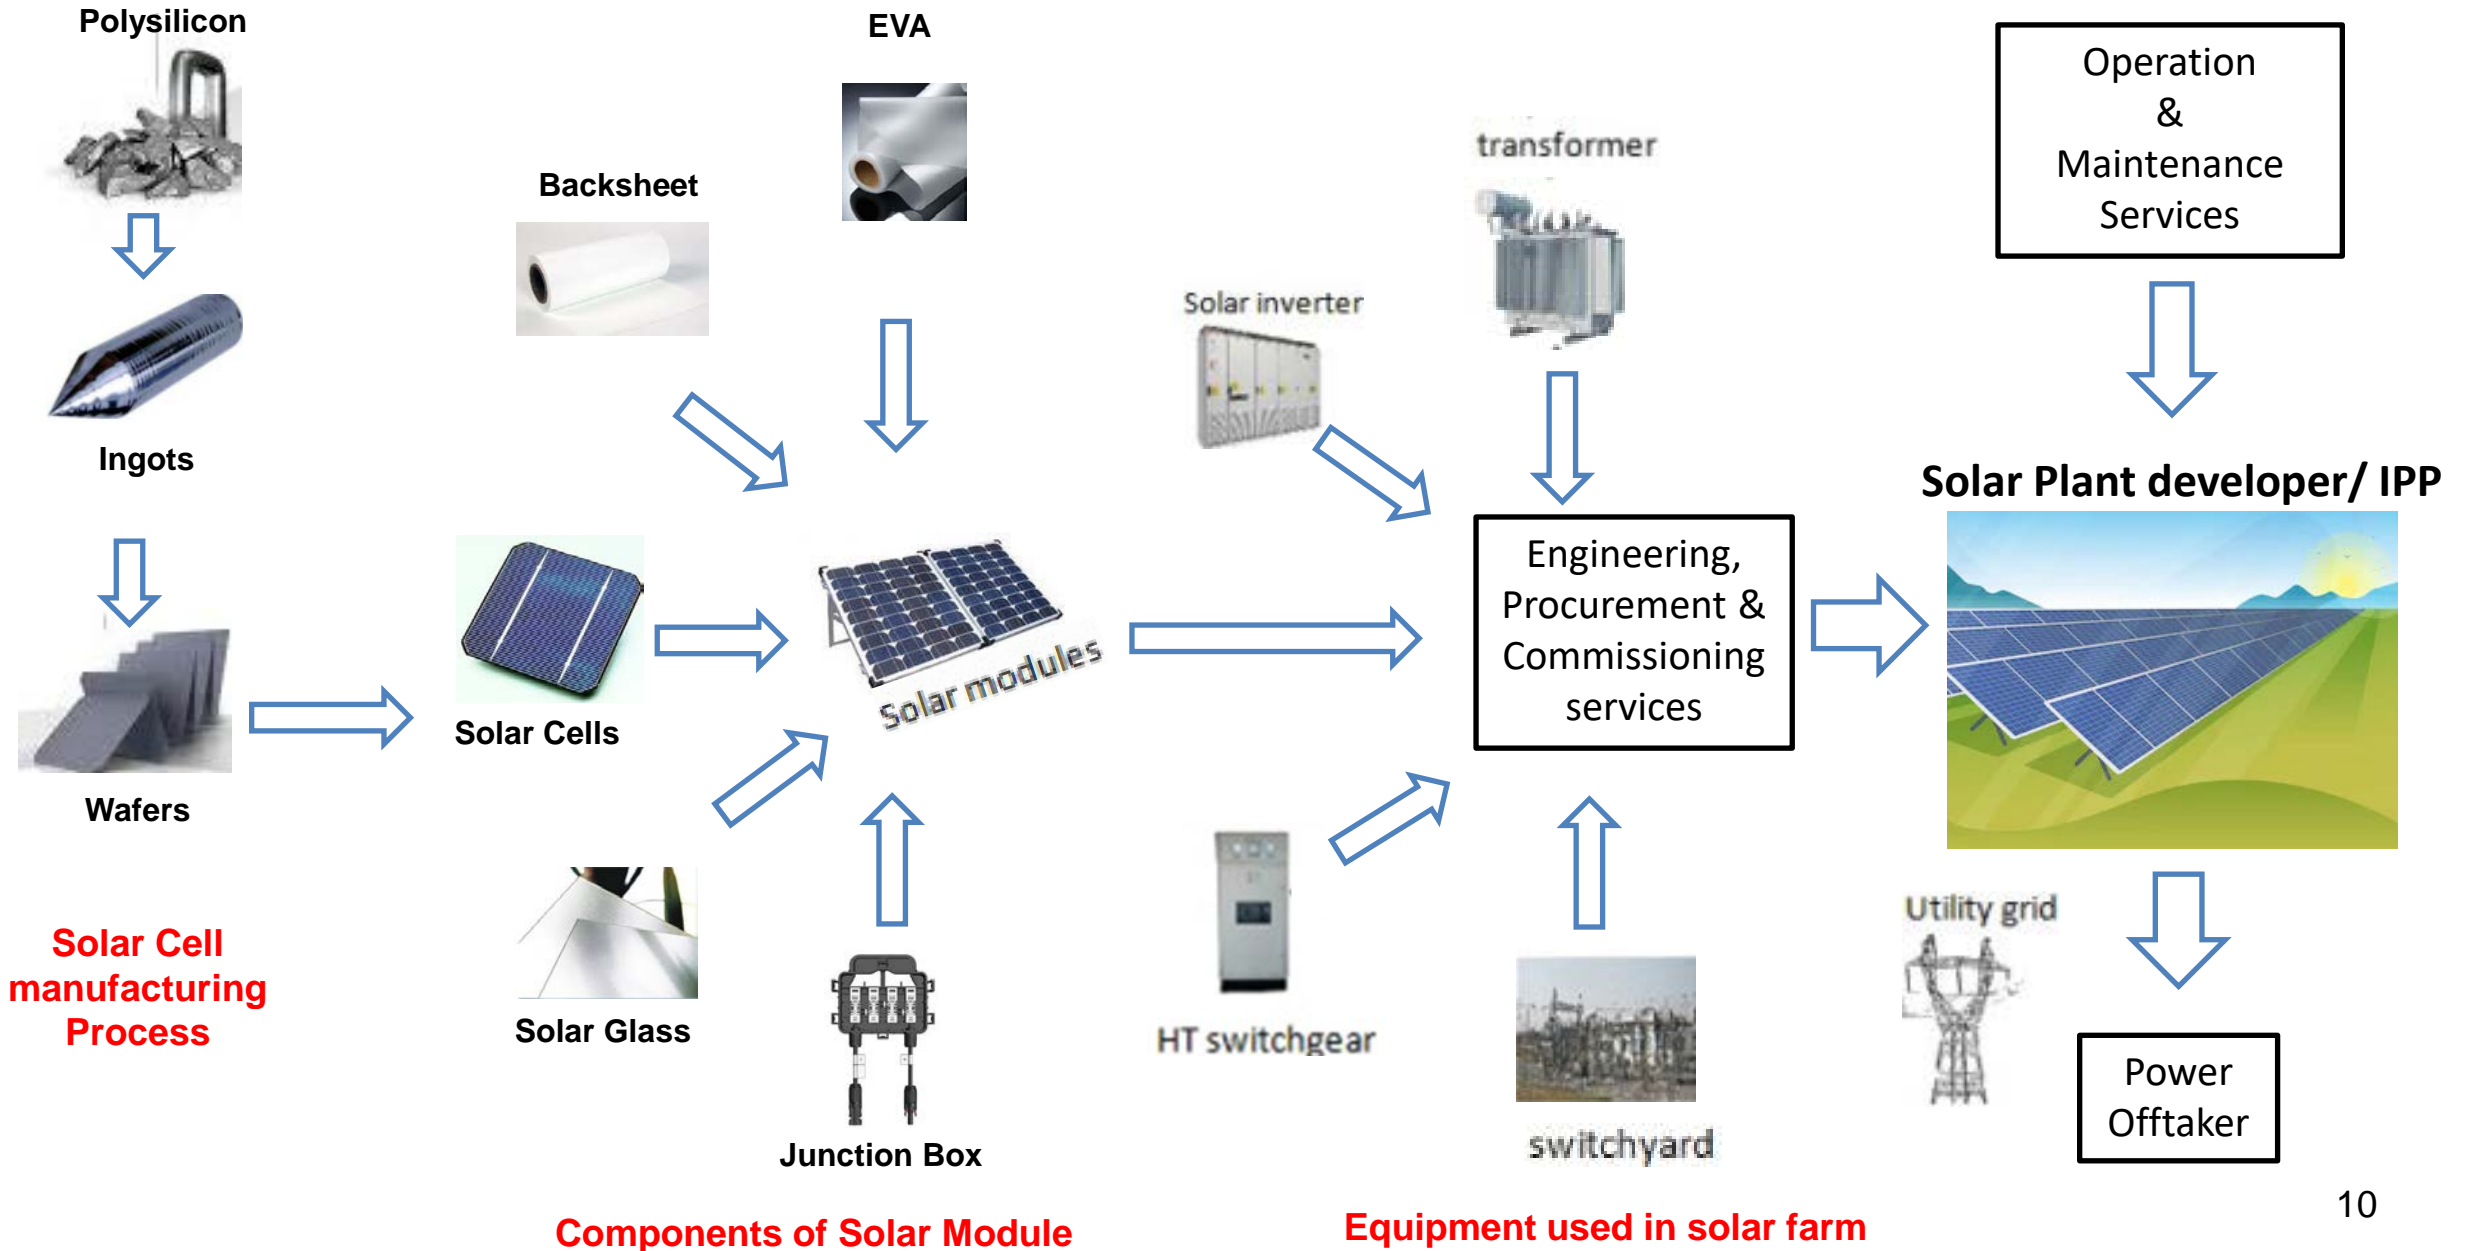 Polysilicon
Ingots
Wafers
Solar Cell
manufacturing
Process
EVA
Backsheet
Solar Cells
Solar modules
Solar Glass
Junction Box
Components of Solar Module
transformer
Solar inverter
Engineering,
Procurement &
Commissioning
services
HT switchgear
switchyard
Equipment used in solar farm
Operation
&
Maintenance
Services
Solar Plant developer/ IPP
Utility grid
Power
Offtaker
10